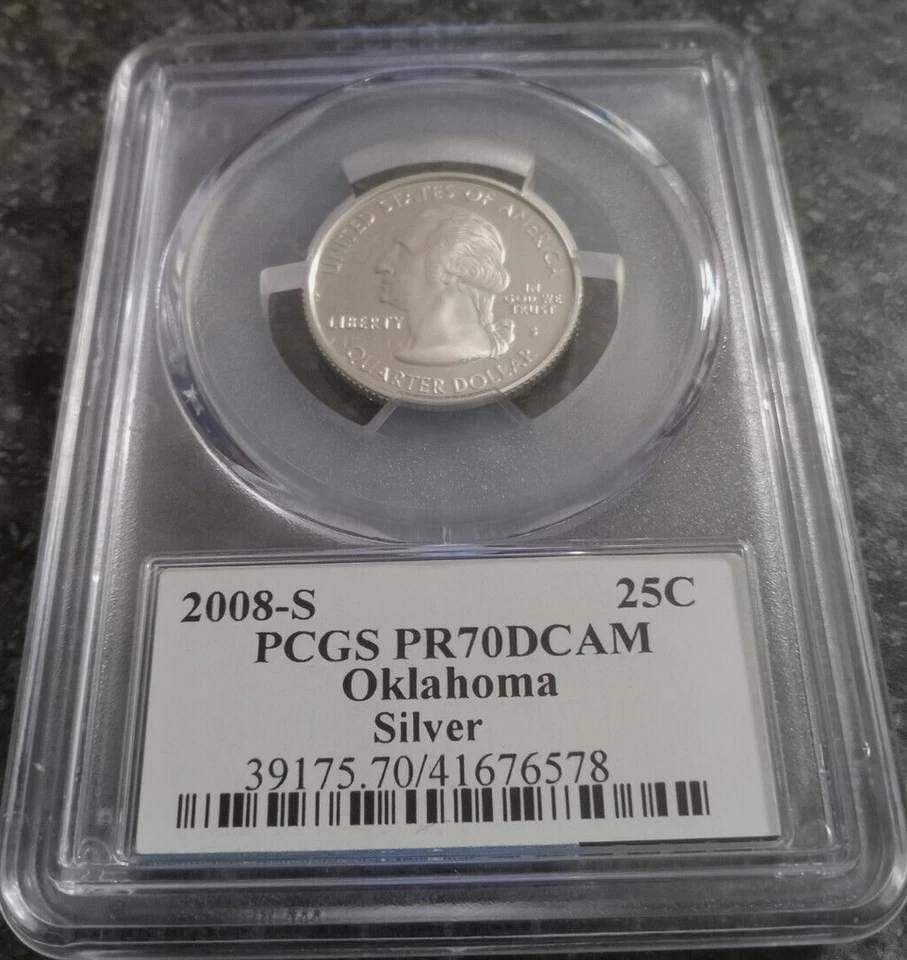 UNITED STATES OF AMERICA
IN
GOD WE
TRUST
LIBERTY
S
QUARTER DOLLAR
2008-S 25C
PCGS PR70DCAM
Oklahoma
Silver
39175.70/41676578